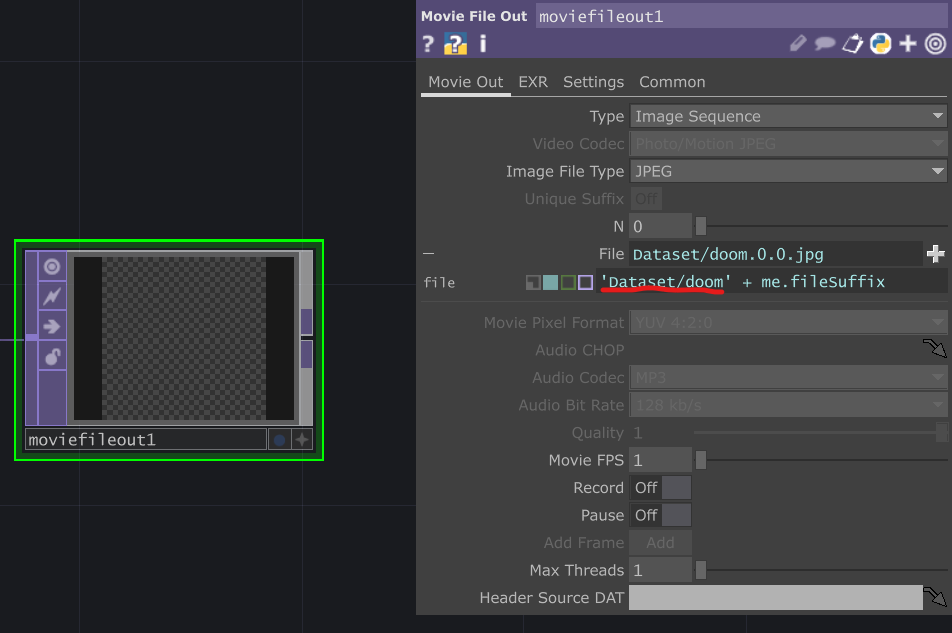 Movie File Out moviefileout1
? ? i
Movie Out EXR Settings Common
Type Image Sequence
Video Codec Photo/Motion JPEG
Image File Type JPEG
Unique Suffix Off
N 0
File Dataset/doom.0.0.jpg
file 'Dataset/doom' + me.fileSuffix
Movie Pixel Format YUV 4:2:0
Audio CHOP
Audio Codec MP3
Audio Bit Rate 128 kb/s
Quality 1
Movie FPS 1
Record Off
Pause Off
Add Frame Add
Max Threads 1
Header Source DAT
moviefileout1